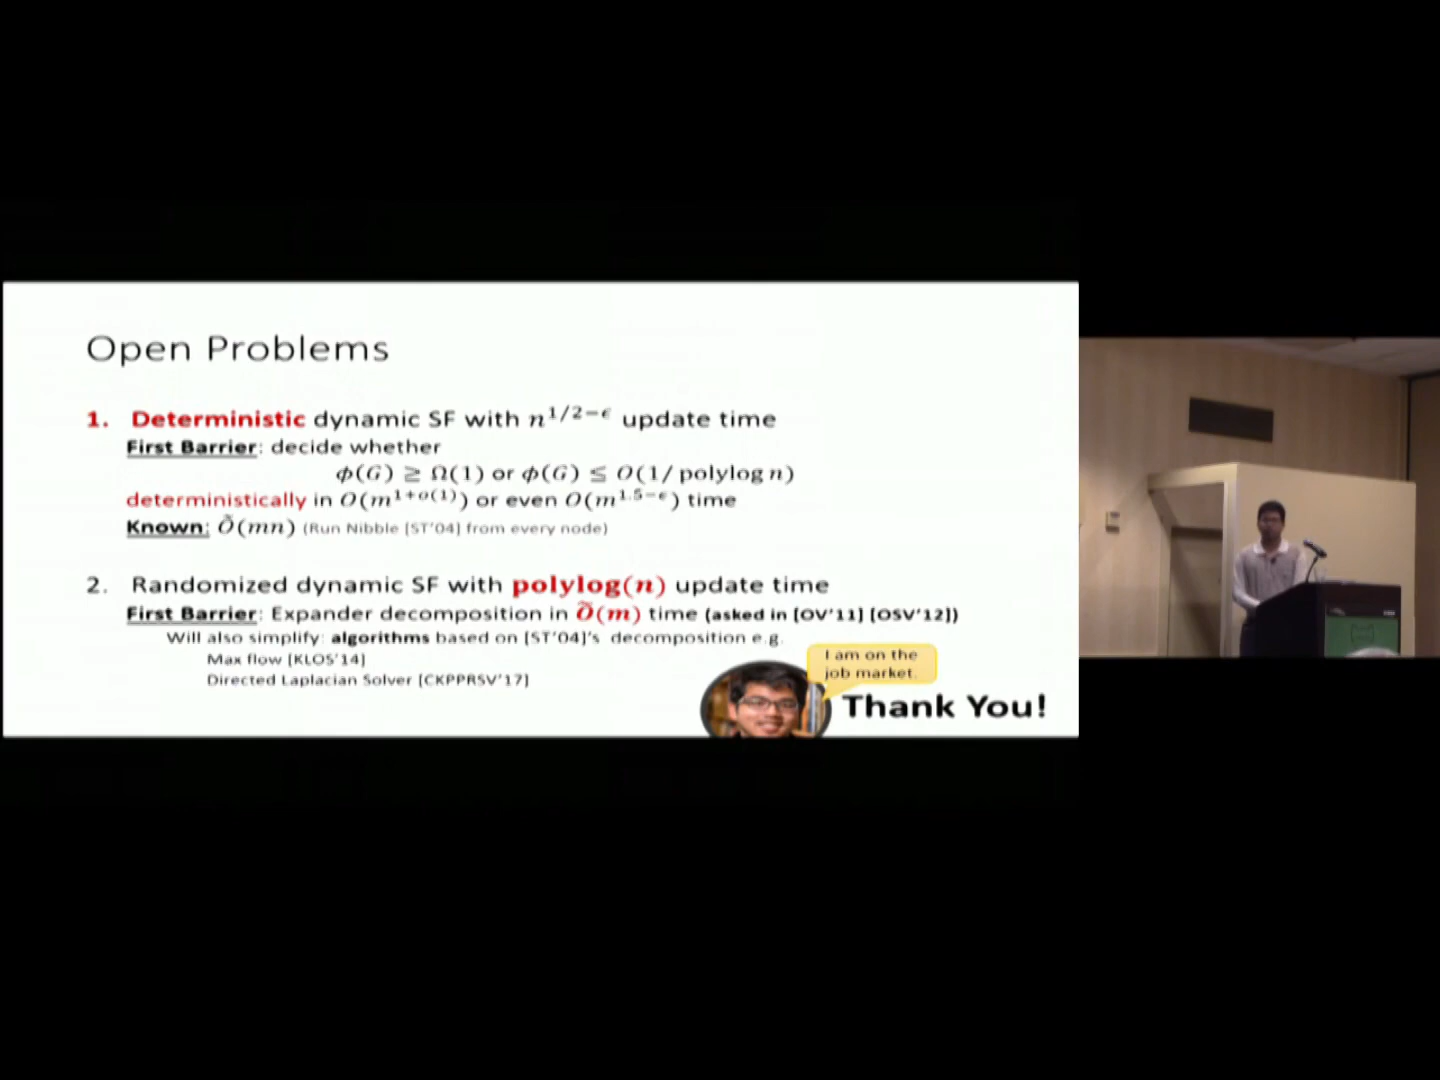 Open Problems
1. Deterministic dynamic SF with n^{1/2−ϵ} update time
First Barrier: decide whether
ϕ(G) ≥ Ω(1) or ϕ(G) ≤ O(1/ polylog n)
deterministically in O(m^{1+o(1)}) or even O(m^{1.5−ϵ}) time
Known: Õ(mn) (Run Nibble [ST'04] from every node)
2. Randomized dynamic SF with polylog(n) update time
First Barrier: Expander decomposition in Õ(m) time (asked in [OV'11] [OSV'12])
Will also simplify: algorithms based on [ST'04]'s decomposition e.g.
Max flow [KLOS'14]
Directed Laplacian Solver [CKPPRSV'17]
I am on the
job market.
Thank You!